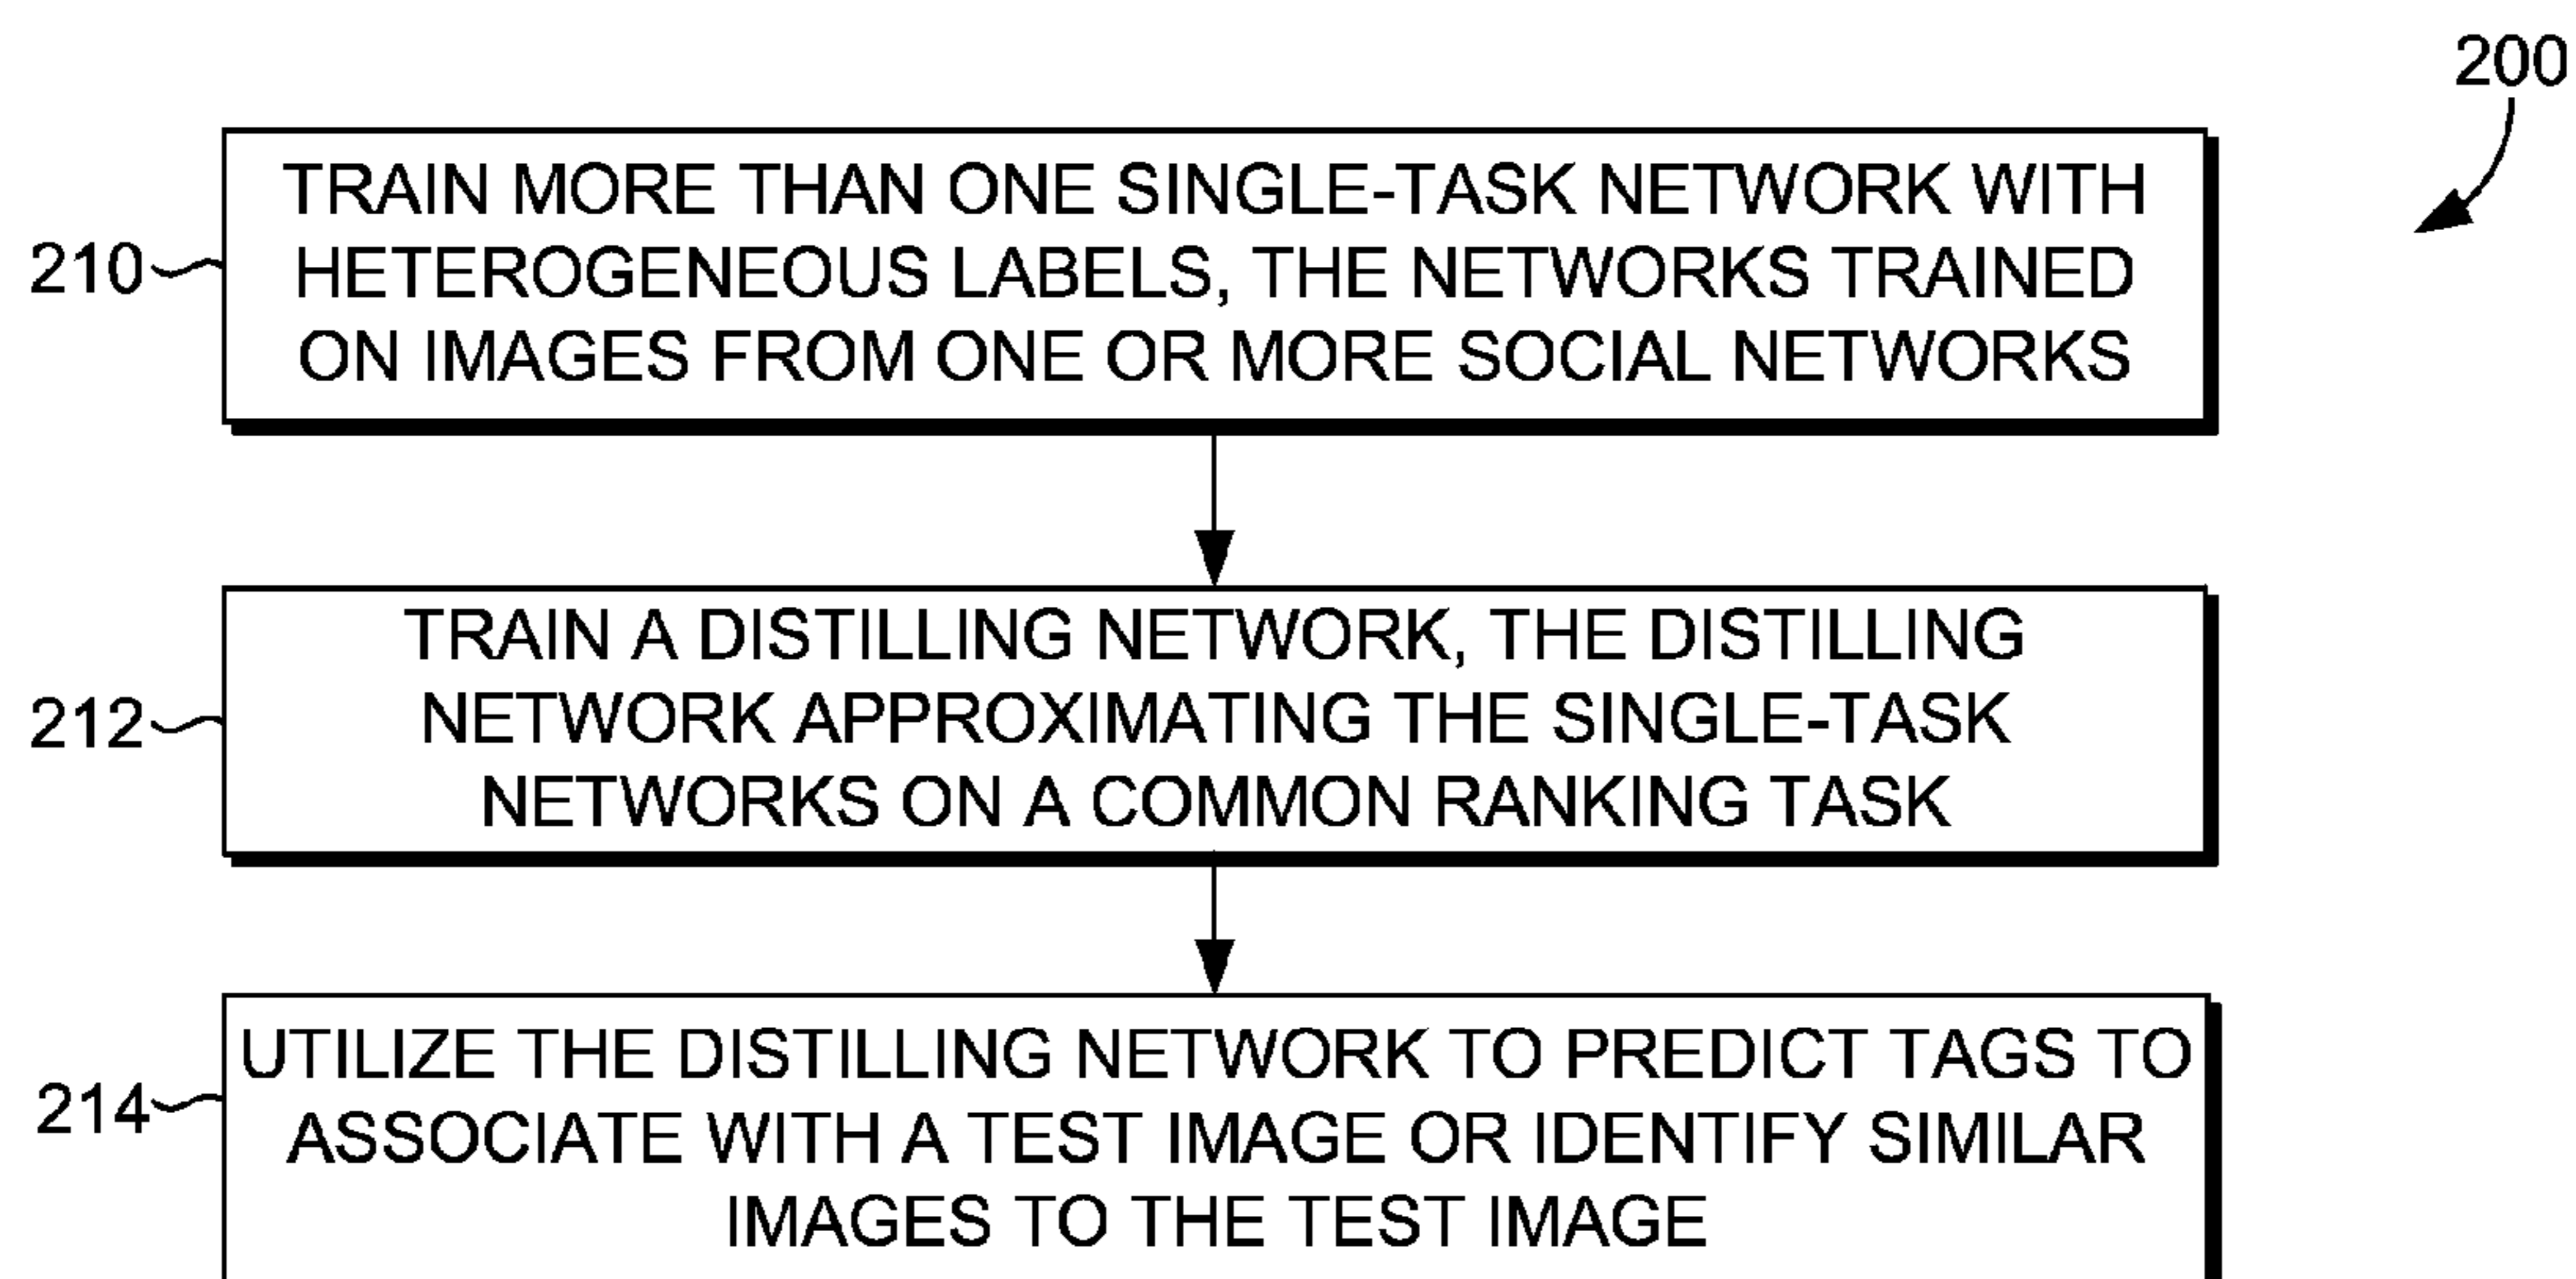 200
TRAIN MORE THAN ONE SINGLE-TASK NETWORK WITH
HETEROGENEOUS LABELS, THE NETWORKS TRAINED
ON IMAGES FROM ONE OR MORE SOCIAL NETWORKS
210
TRAIN A DISTILLING NETWORK, THE DISTILLING
NETWORK APPROXIMATING THE SINGLE-TASK
NETWORKS ON A COMMON RANKING TASK
212
UTILIZE THE DISTILLING NETWORK TO PREDICT TAGS TO
ASSOCIATE WITH A TEST IMAGE OR IDENTIFY SIMILAR
IMAGES TO THE TEST IMAGE
214